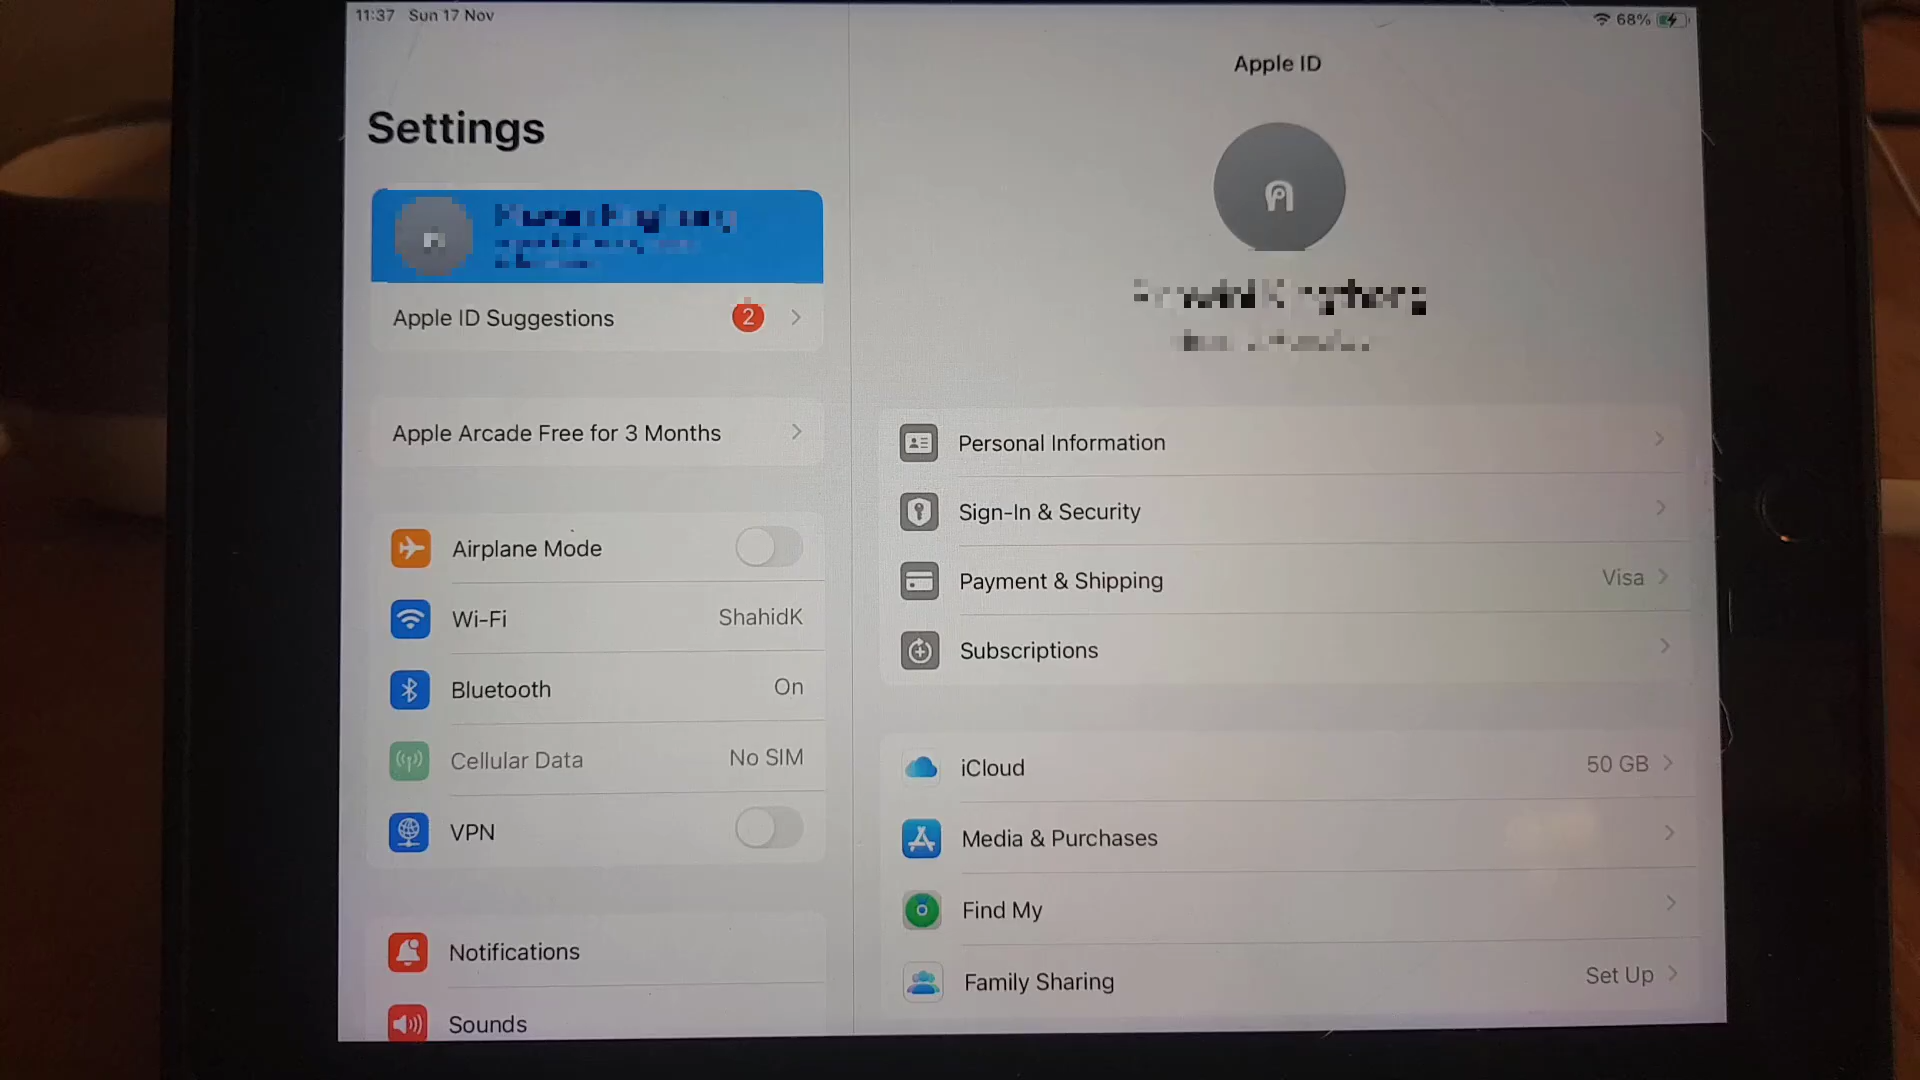 11:37 Sun 17 Nov
68%
Settings
Apple ID Suggestions 2
Apple Arcade Free for 3 Months
Airplane Mode
Wi-Fi ShahidK
Bluetooth On
Cellular Data No SIM
VPN
Notifications
Sounds
Apple ID
ค
Personal Information
Sign-In & Security
Payment & Shipping Visa
Subscriptions
iCloud 50 GB
Media & Purchases
Find My
Family Sharing Set Up